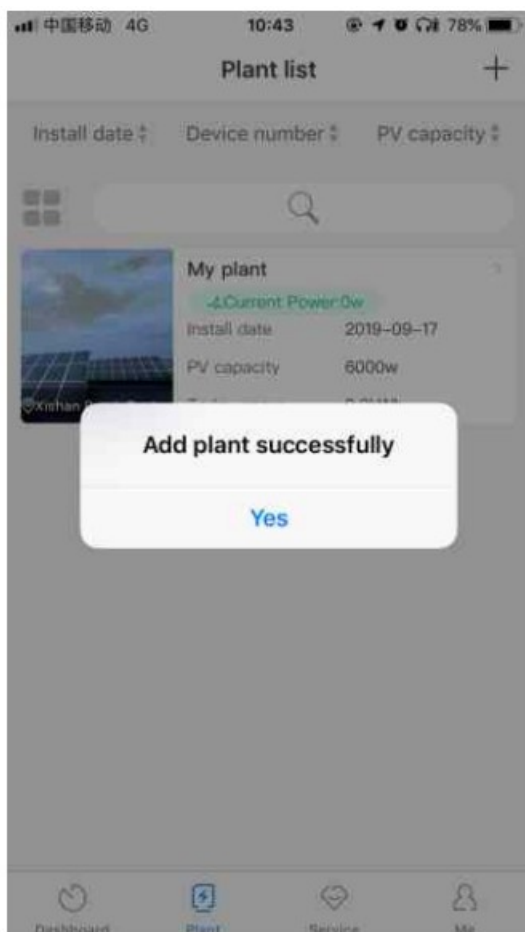 中国移动 4G 10:43 78%
Plant list
Install date Device number PV capacity
My plant
Current Power:0w
Install date 2019-09-17
PV capacity 6000w
Xishan
Add plant successfully
Yes
Dashboard Plant Service Me